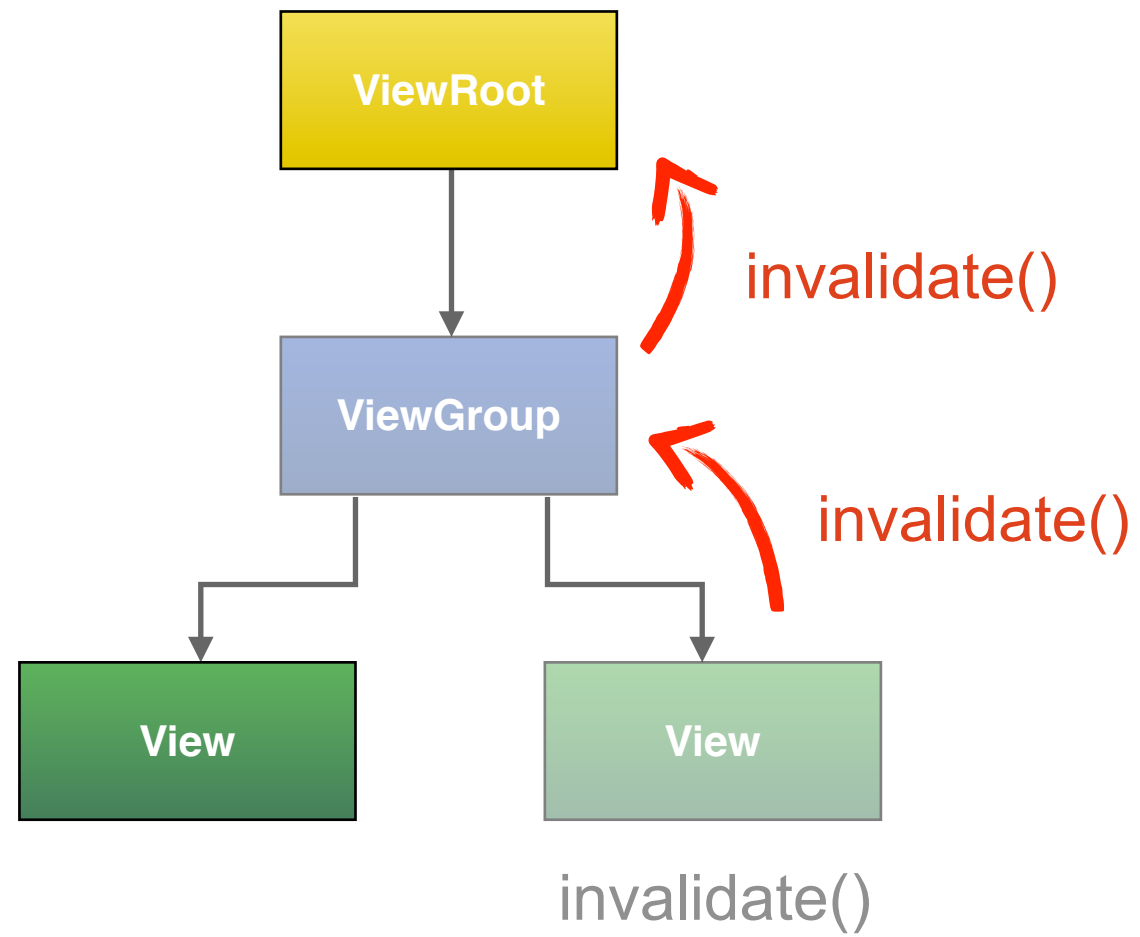 ViewRoot
invalidate()
ViewGroup
invalidate()
View
View
invalidate()